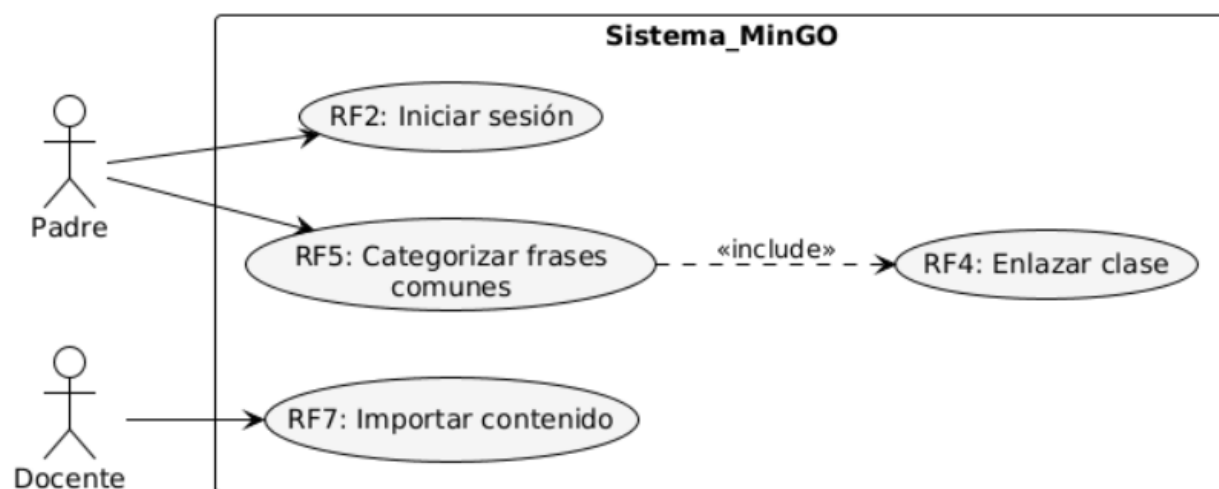 Sistema_MinGO
RF2: Iniciar sesión
Padre
RF5: Categorizar frases
comunes
«include»
RF4: Enlazar clase
RF7: Importar contenido
Docente